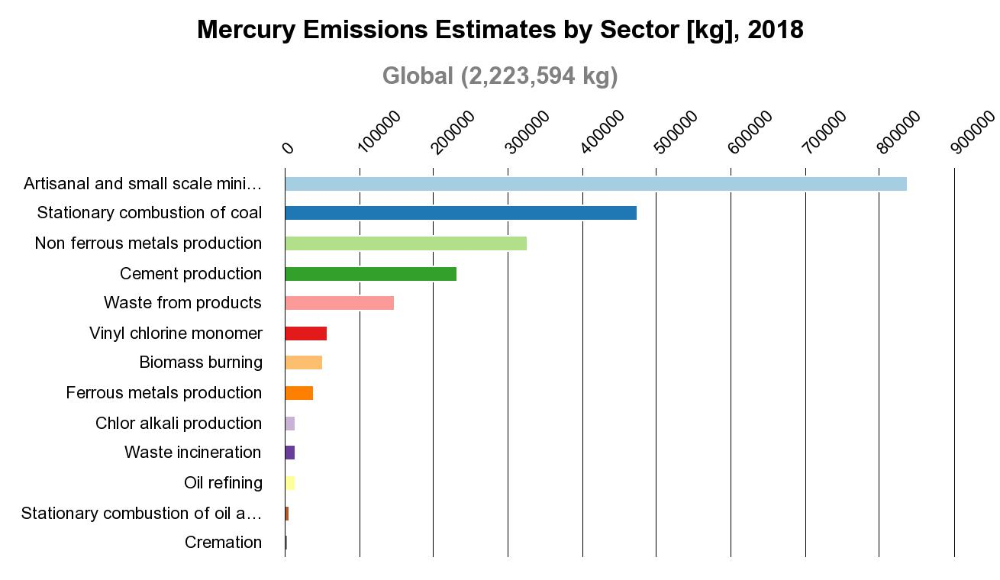 Mercury Emissions Estimates by Sector [kg], 2018
Global (2,223,594 kg)
0 100000 200000 300000 400000 500000 600000 700000 800000 900000
Artisanal and small scale mini…
Stationary combustion of coal
Non ferrous metals production
Cement production
Waste from products
Vinyl chlorine monomer
Biomass burning
Ferrous metals production
Chlor alkali production
Waste incineration
Oil refining
Stationary combustion of oil a…
Cremation